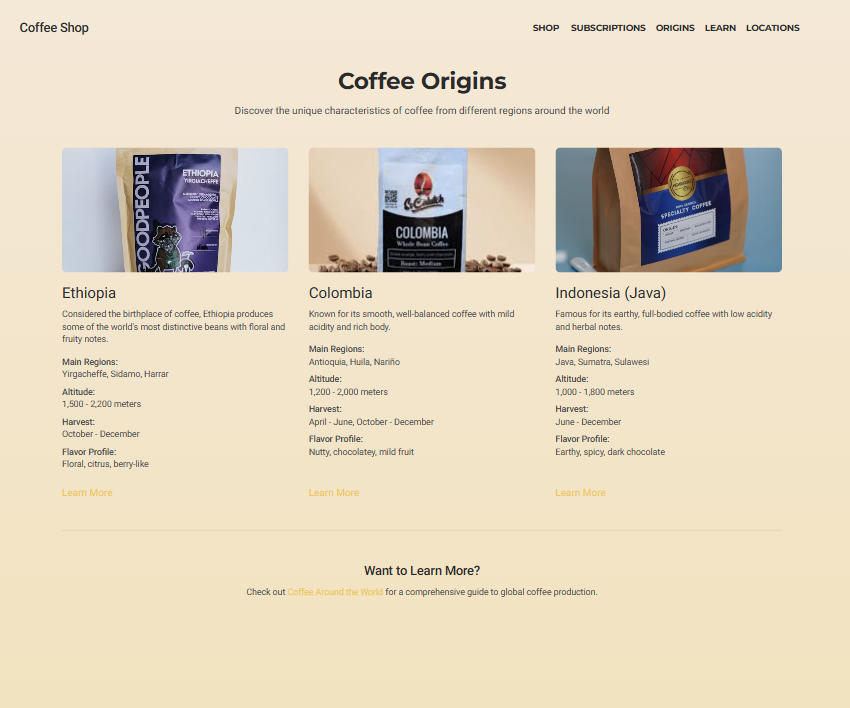 Coffee Shop
SHOP SUBSCRIPTIONS ORIGINS LEARN LOCATIONS
Coffee Origins
Discover the unique characteristics of coffee from different regions around the world
GOODPEOPLE
ETHIOPIA
YIRGACHEFFE
COLOMBIA
Whole Bean Coffee
Roast: Medium
SPECIALTY COFFEE
Ethiopia
Considered the birthplace of coffee, Ethiopia produces
some of the world's most distinctive beans with floral and
fruity notes.
Main Regions:
Yirgacheffe, Sidamo, Harrar
Altitude:
1,500 - 2,200 meters
Harvest:
October - December
Flavor Profile:
Floral, citrus, berry-like
Learn More
Colombia
Known for its smooth, well-balanced coffee with mild
acidity and rich body.
Main Regions:
Antioquia, Huila, Nariño
Altitude:
1,200 - 2,000 meters
Harvest:
April - June, October - December
Flavor Profile:
Nutty, chocolatey, mild fruit
Learn More
Indonesia (Java)
Famous for its earthy, full-bodied coffee with low acidity
and herbal notes.
Main Regions:
Java, Sumatra, Sulawesi
Altitude:
1,000 - 1,800 meters
Harvest:
June - December
Flavor Profile:
Earthy, spicy, dark chocolate
Learn More
Want to Learn More?
Check out Coffee Around the World for a comprehensive guide to global coffee production.